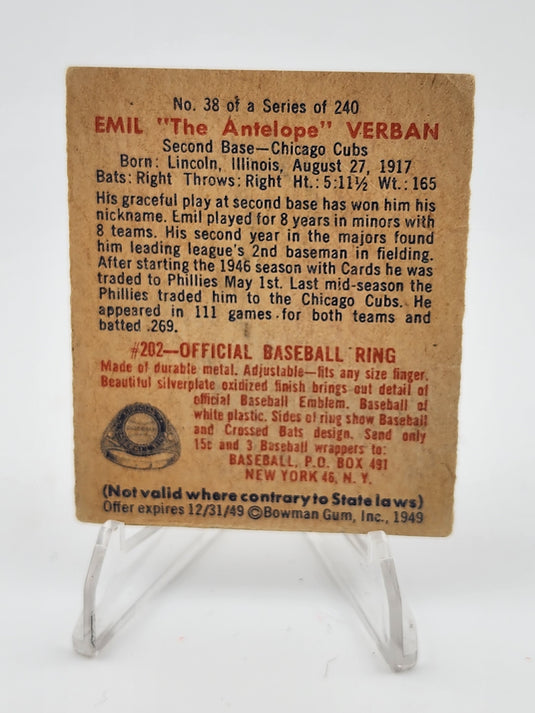 No. 38 of a Series of 240
EMIL "The Antelope" VERBAN
Second Base—Chicago Cubs
Born: Lincoln, Illinois, August 27, 1917
Bats: Right Throws: Right Ht.: 5:11½ Wt.: 165
His graceful play at second base has won him his
nickname. Emil played for 8 years in minors with
8 teams. His second year in the majors found
him leading league's 2nd baseman in fielding.
After starting the 1946 season with Cards he was
traded to Phillies May 1st. Last mid-season the
Phillies traded him to the Chicago Cubs. He
appeared in 111 games for both teams and
batted .269.
#202—OFFICIAL BASEBALL RING
Made of durable metal. Adjustable—fits any size finger.
Beautiful silverplate oxidized finish brings out detail of
official Baseball Emblem. Baseball of
white plastic. Sides of ring show Baseball
and Crossed Bats design. Send only
15c and 3 Baseball wrappers to:
BASEBALL, P.O. BOX 491
NEW YORK 46, N. Y.
(Not valid where contrary to State laws)
Offer expires 12/31/49 ©Bowman Gum, Inc., 1949